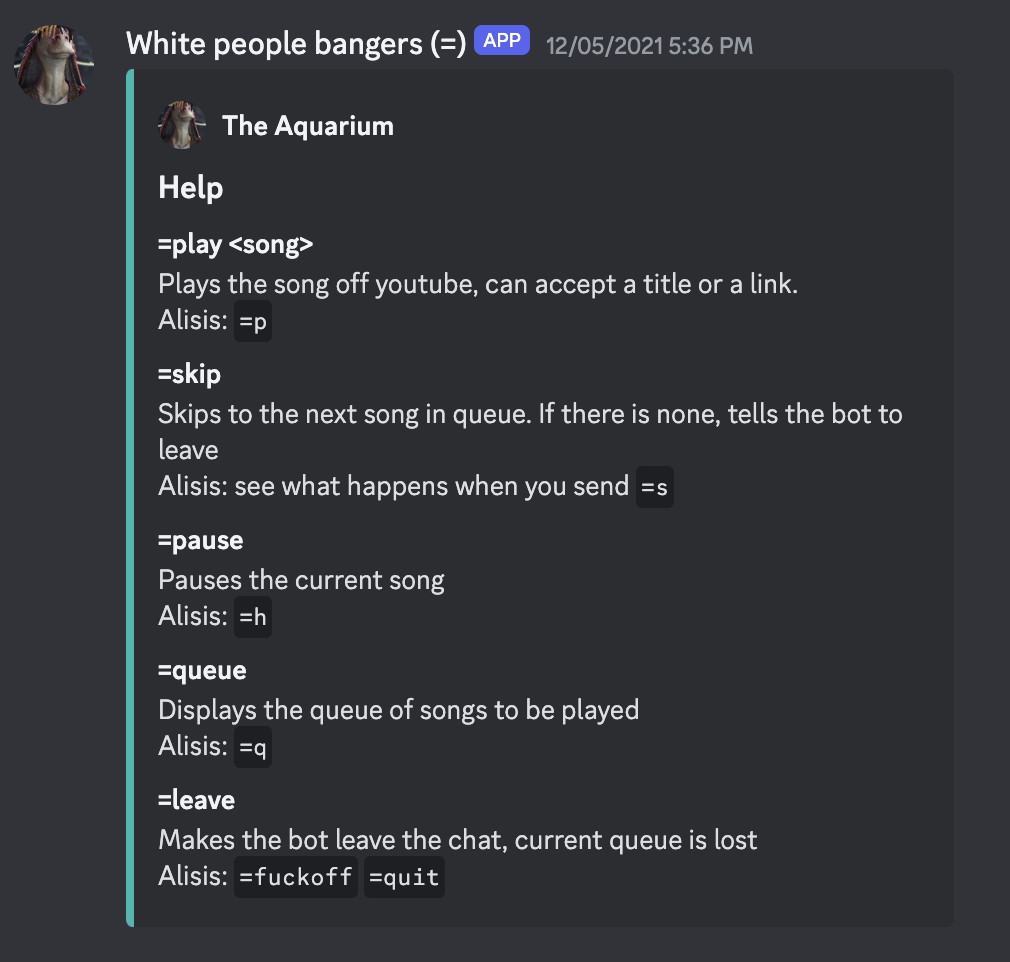 White people bangers (=) APP 12/05/2021 5:36 PM
The Aquarium
Help
=play <song>
Plays the song off youtube, can accept a title or a link.
Alisis: =p
=skip
Skips to the next song in queue. If there is none, tells the bot to
leave
Alisis: see what happens when you send =s
=pause
Pauses the current song
Alisis: =h
=queue
Displays the queue of songs to be played
Alisis: =q
=leave
Makes the bot leave the chat, current queue is lost
Alisis: =fuckoff =quit